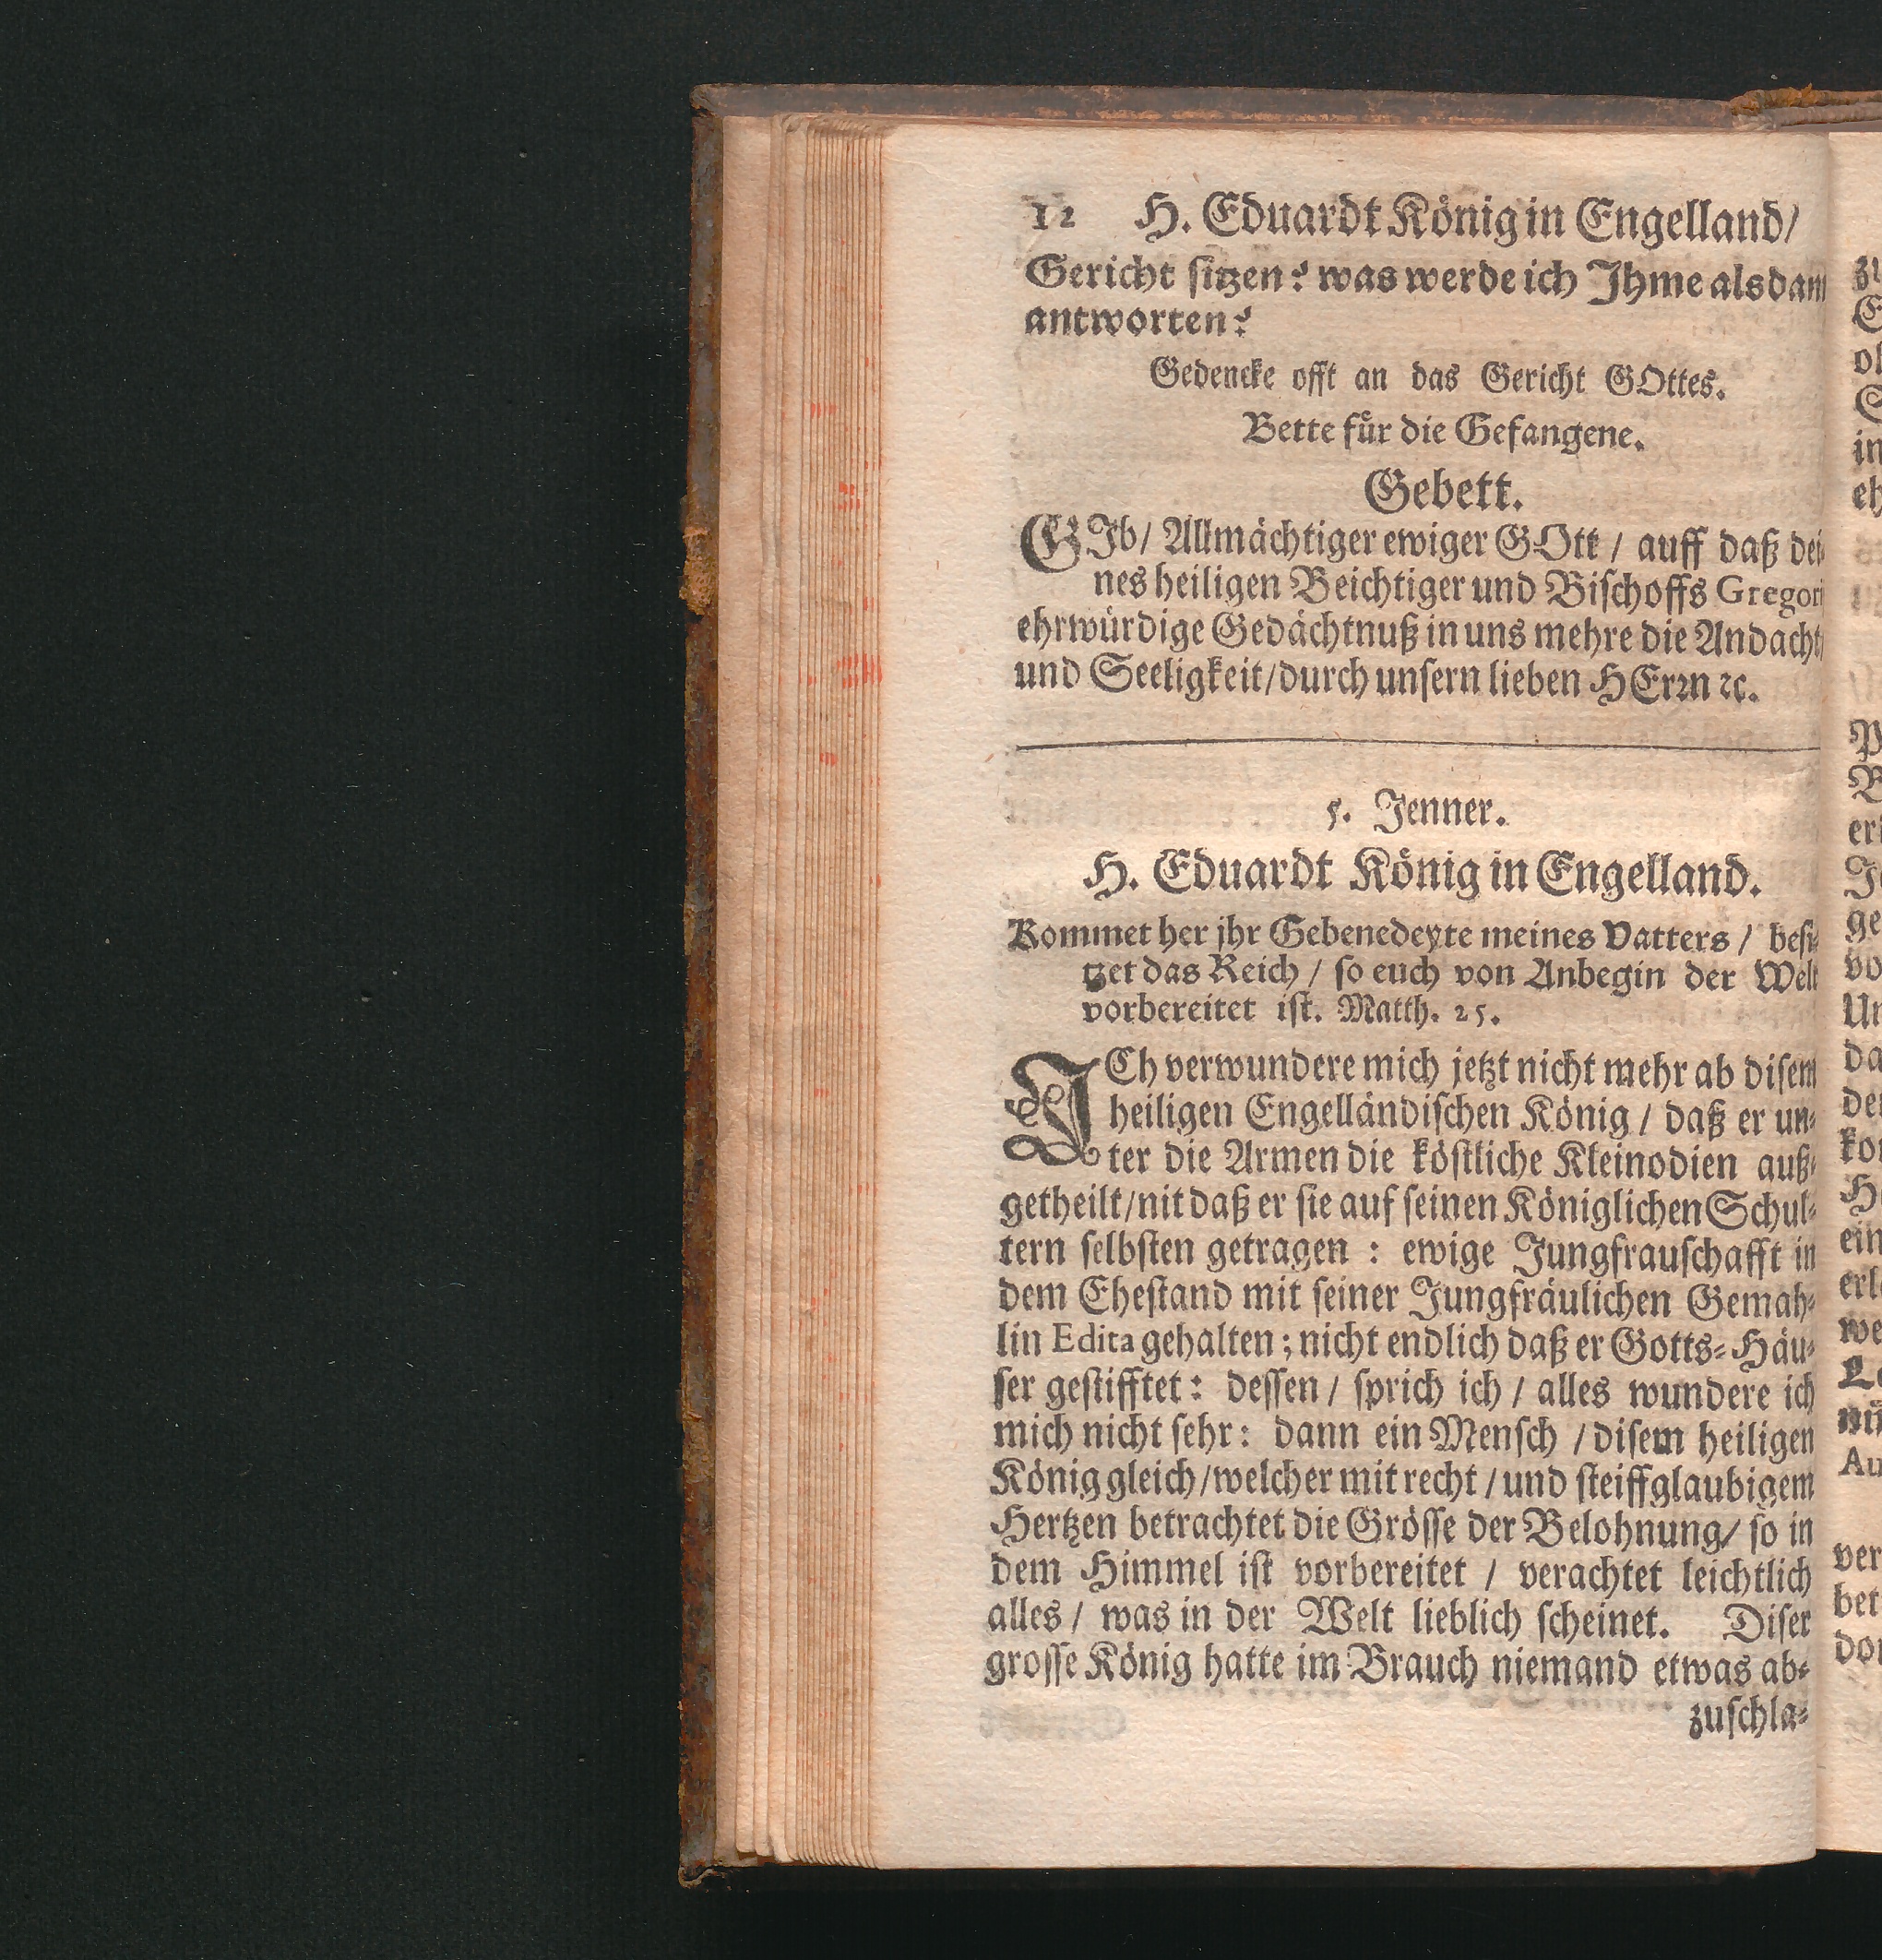 12 H. Eduardt König in Engelland/
Gericht ſitzen? was werde ich Ihme alsdann
antworten?
Gedencke offt an das Gericht GOttes.
Bette für die Gefangene.
Gebett.
GIb/ Allmächtiger ewiger GOtt / auff daß dei-
nes heiligen Beichtiger und Biſchoffs Gregori
ehrwürdige Gedächtnuß in uns mehre die Andacht/
und Seeligkeit/durch unſern lieben HErꝛn ꝛc.
5. Jenner.
H. Eduardt König in Engelland.
Kommet her jhr Gebenedeyte meines Vatters / beſi-
tzet das Reich / ſo euch von Anbegin der Welt
vorbereitet iſt. Matth. 25.
ICh verwundere mich jetzt nicht mehr ab diſem
heiligen Engelländiſchen König / daß er un-
ter die Armen die köſtliche Kleinodien auß-
getheilt/nit daß er ſie auf ſeinen Königlichen Schul-
tern ſelbſten getragen : ewige Jungfrauſchafft in
dem Eheſtand mit ſeiner Jungfräulichen Gemah-
lin Edita gehalten ; nicht endlich daß er Gotts-Häu-
ſer geſtifftet : deſſen / ſprich ich / alles wundere ich
mich nicht ſehr : dann ein Menſch / diſem heiligen
König gleich/welcher mit recht / und ſteiffglaubigem
Hertzen betrachtet die Gröſſe der Belohnung/ ſo in
dem Himmel iſt vorbereitet / verachtet leichtlich
alles / was in der Welt lieblich ſcheinet. Diſer
groſſe König hatte im Brauch niemand etwas ab-
zuſchla-